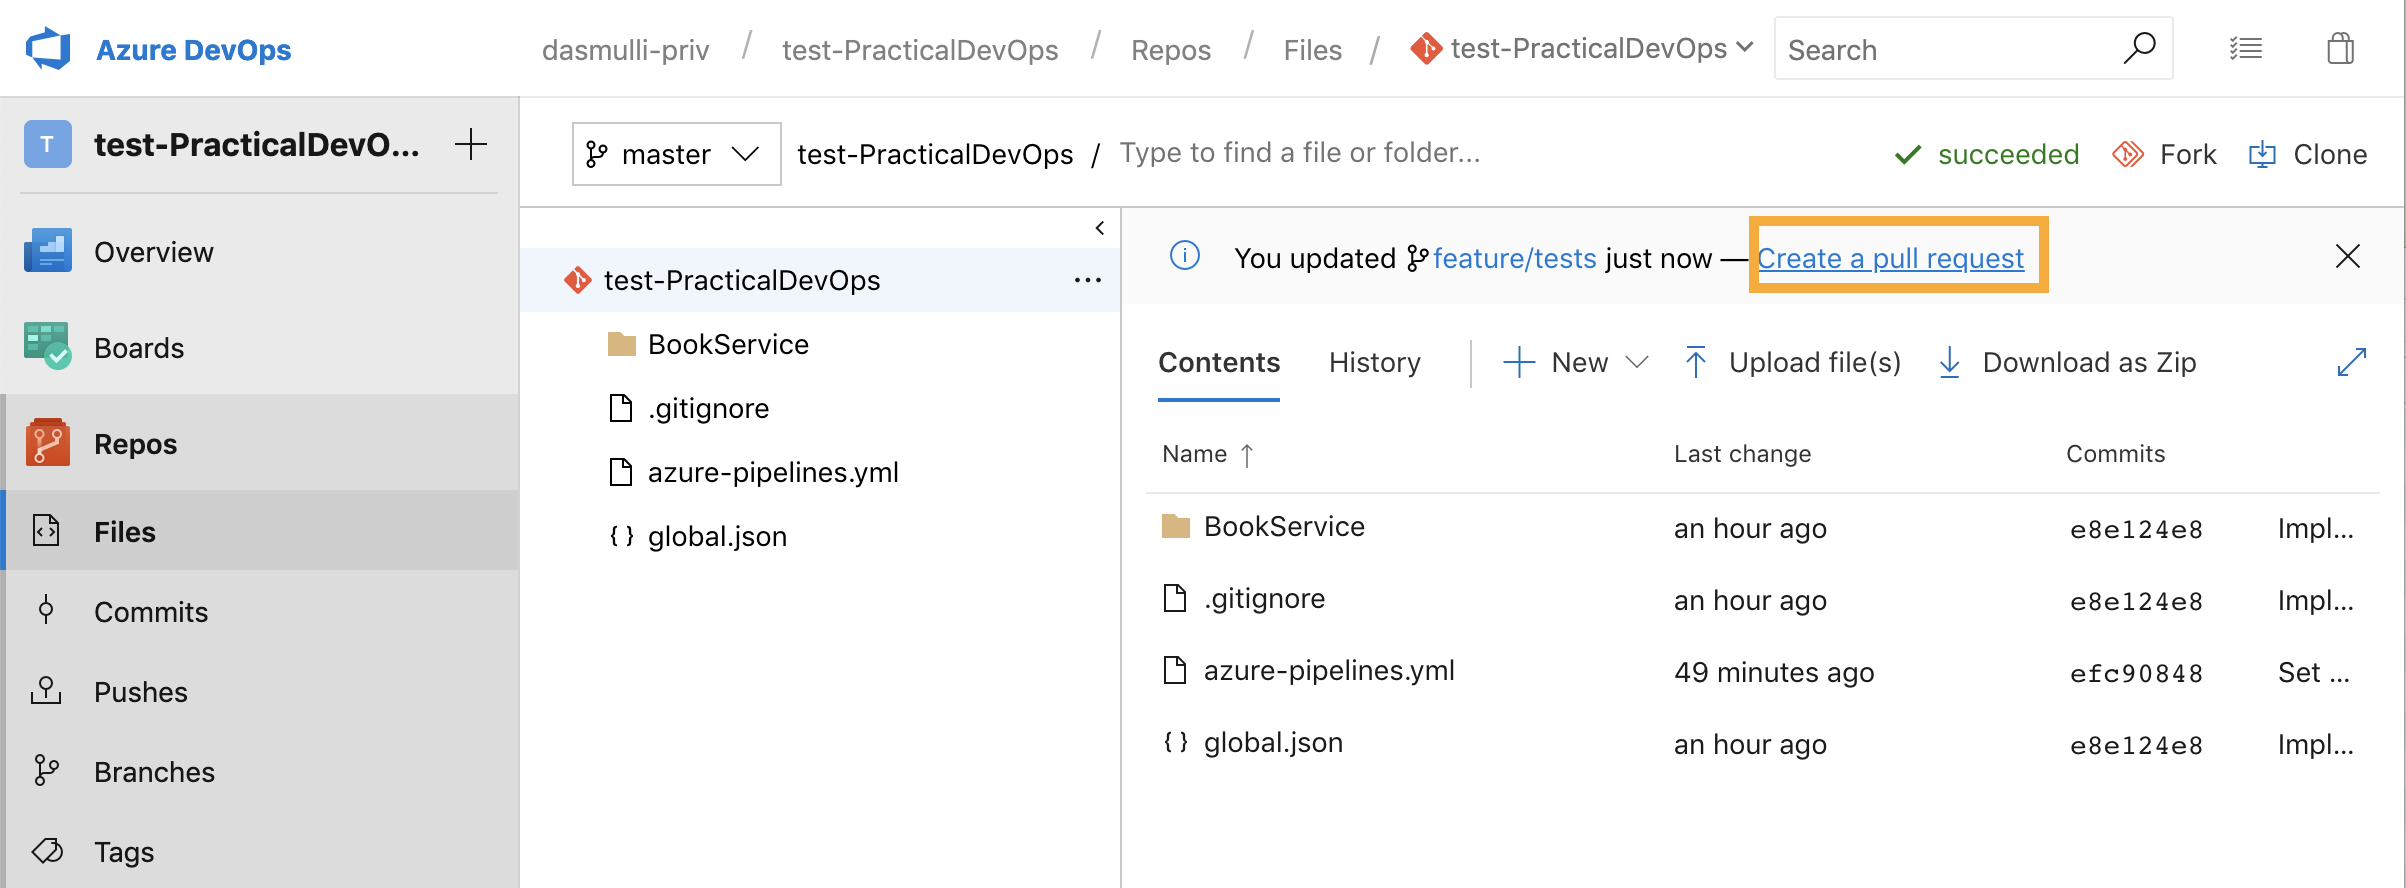 Azure DevOps
dasmulli-priv / test-PracticalDevOps / Repos / Files / test-PracticalDevOps
Search
T
test-PracticalDevO...
Overview
Boards
Repos
Files
Commits
Pushes
Branches
Tags
master
test-PracticalDevOps / Type to find a file or folder...
succeeded
Fork
Clone
test-PracticalDevOps
BookService
.gitignore
azure-pipelines.yml
{ } global.json
You updated feature/tests just now — Create a pull request
Contents
History
New
Upload file(s)
Download as Zip
Name ↑ Last change Commits
BookService an hour ago e8e124e8 Impl...
.gitignore an hour ago e8e124e8 Impl...
azure-pipelines.yml 49 minutes ago efc90848 Set ...
{ } global.json an hour ago e8e124e8 Impl...